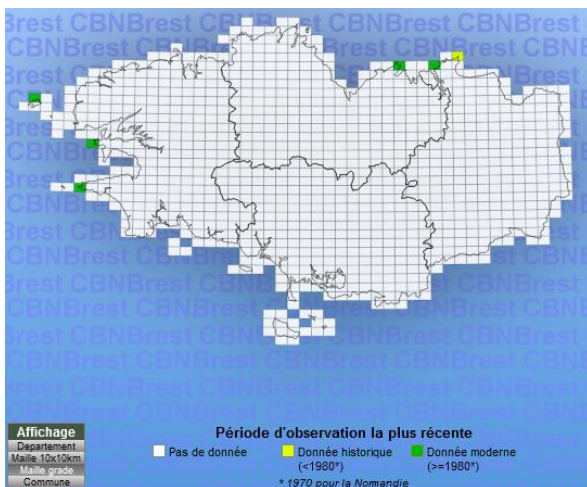 Affichage
Departement
Maille 10x10km
Maille grade
Commune
Période d'observation la plus récente
Pas de donnée
Donnée historique
(<1980*)
Donnée moderne
(>=1980*)
* 1970 pour la Normandie
CBNBrest